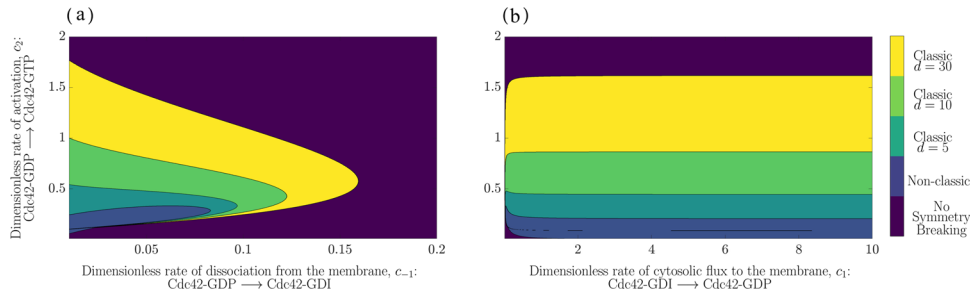 (a)
Dimensionless rate of activation, c₂:
Cdc42-GDP ⟶ Cdc42-GTP
2
1.5
1
0.5
0.05
0.1
0.15
0.2
Dimensionless rate of dissociation from the membrane, c₋₁:
Cdc42-GDP ⟶ Cdc42-GDI
(b)
2
1.5
1
0.5
2
4
6
8
10
Dimensionless rate of cytosolic flux to the membrane, c₁:
Cdc42-GDI ⟶ Cdc42-GDP
Classic
d = 30
Classic
d = 10
Classic
d = 5
Non-classic
No
Symmetry
Breaking